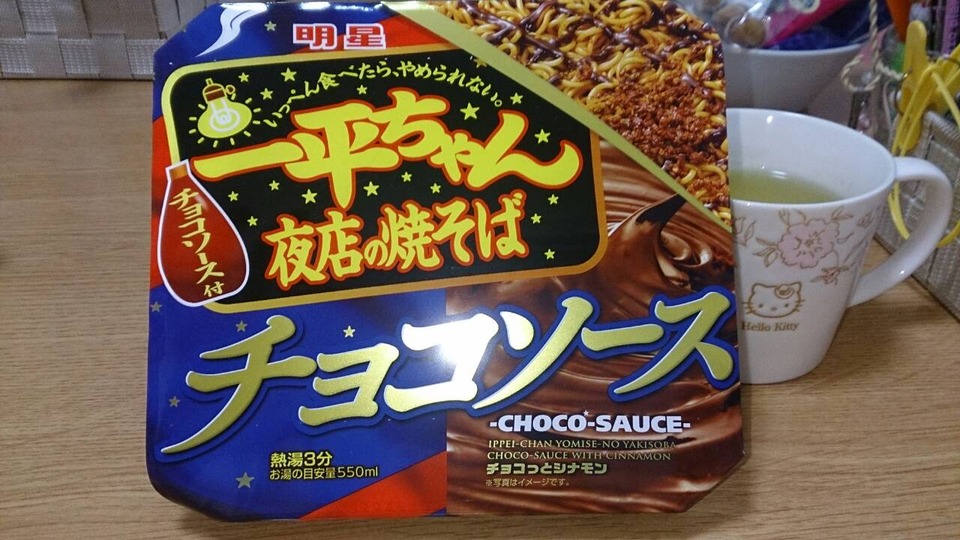 明星
いっぺん食べたら、やめられない。
一平ちゃん
夜店の焼そば
チョコソース付
チョコソース
-CHOCO-SAUCE-
IPPEI-CHAN YOMISE-NO YAKISOBA
CHOCO-SAUCE WITH CINNAMON
チョコっとシナモン
※写真はイメージです。
熱湯3分
お湯の目安量550ml
Hello Kitty